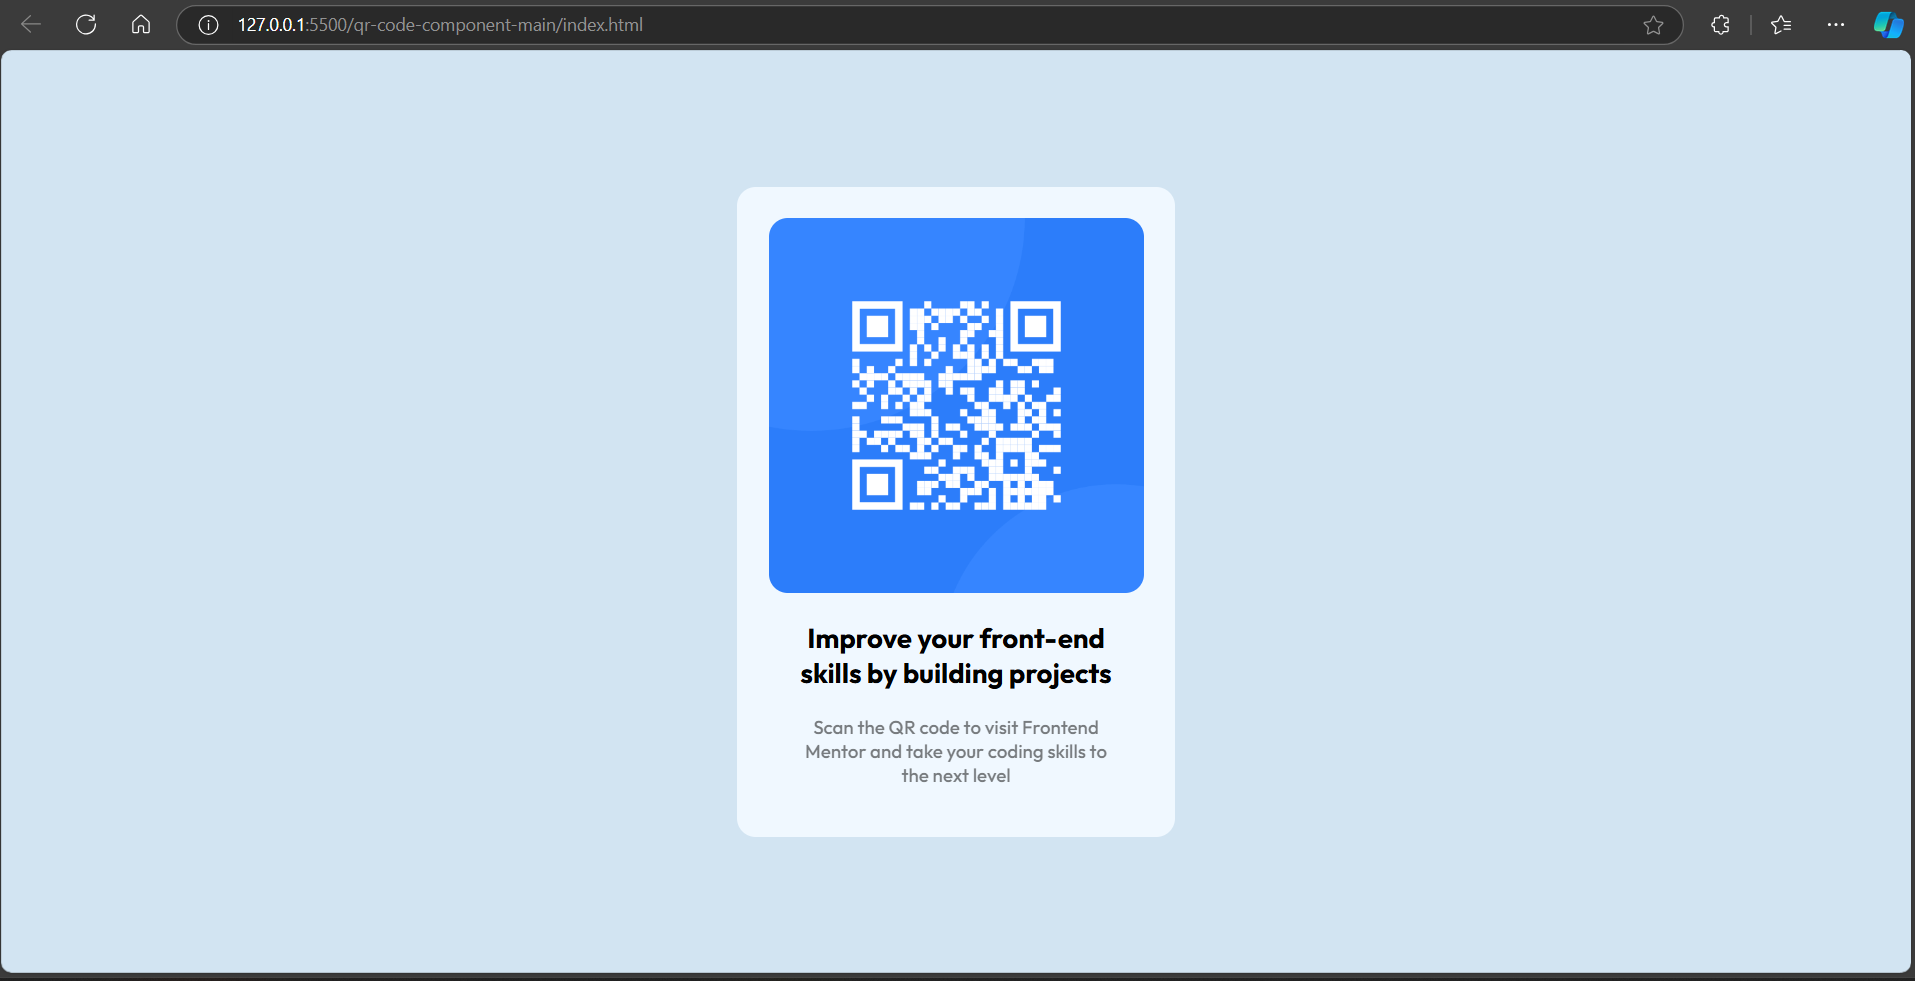 127.0.0.1:5500/qr-code-component-main/index.html
Improve your front-end
skills by building projects
Scan the QR code to visit Frontend
Mentor and take your coding skills to
the next level